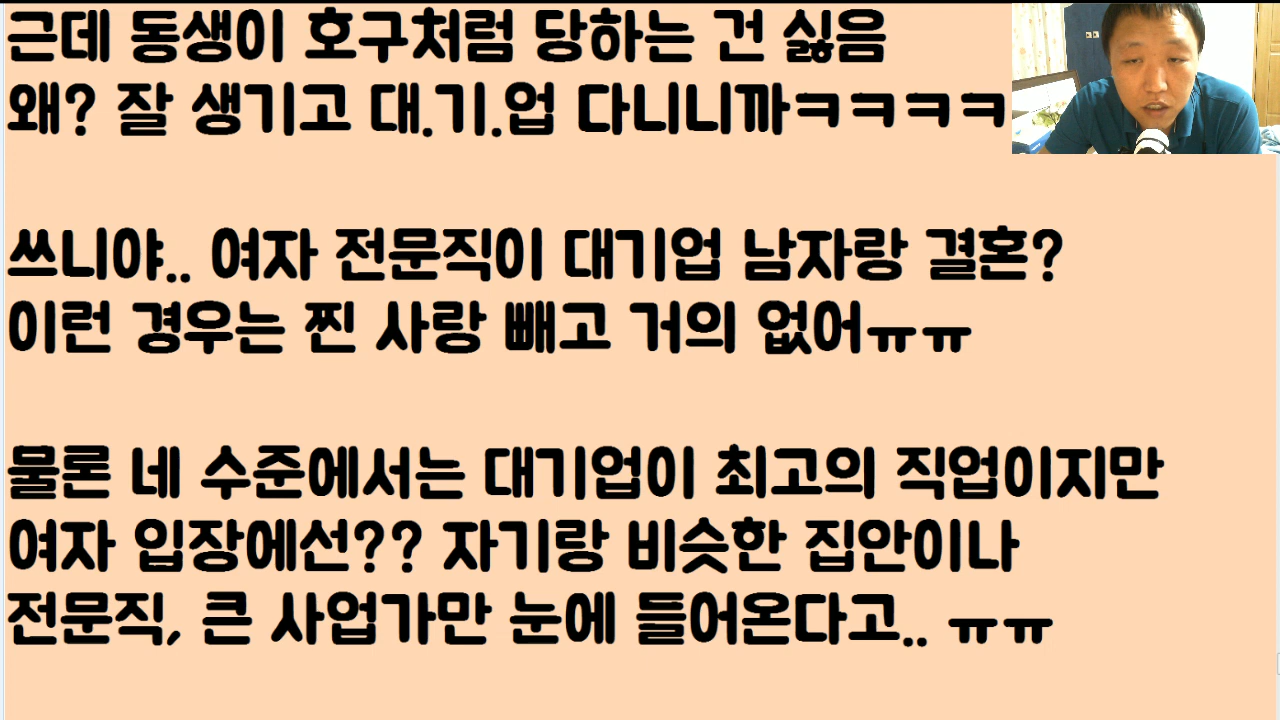 근데 동생이 호구처럼 당하는 건 싫음
왜? 잘 생기고 대.기.업 다니니까ㅋㅋㅋㅋ
쓰니야.. 여자 전문직이 대기업 남자랑 결혼?
이런 경우는 찐 사랑 빼고 거의 없어ㅠㅠ
물론 네 수준에서는 대기업이 최고의 직업이지만
여자 입장에선?? 자기랑 비슷한 집안이나
전문직, 큰 사업가만 눈에 들어온다고.. ㅠㅠ